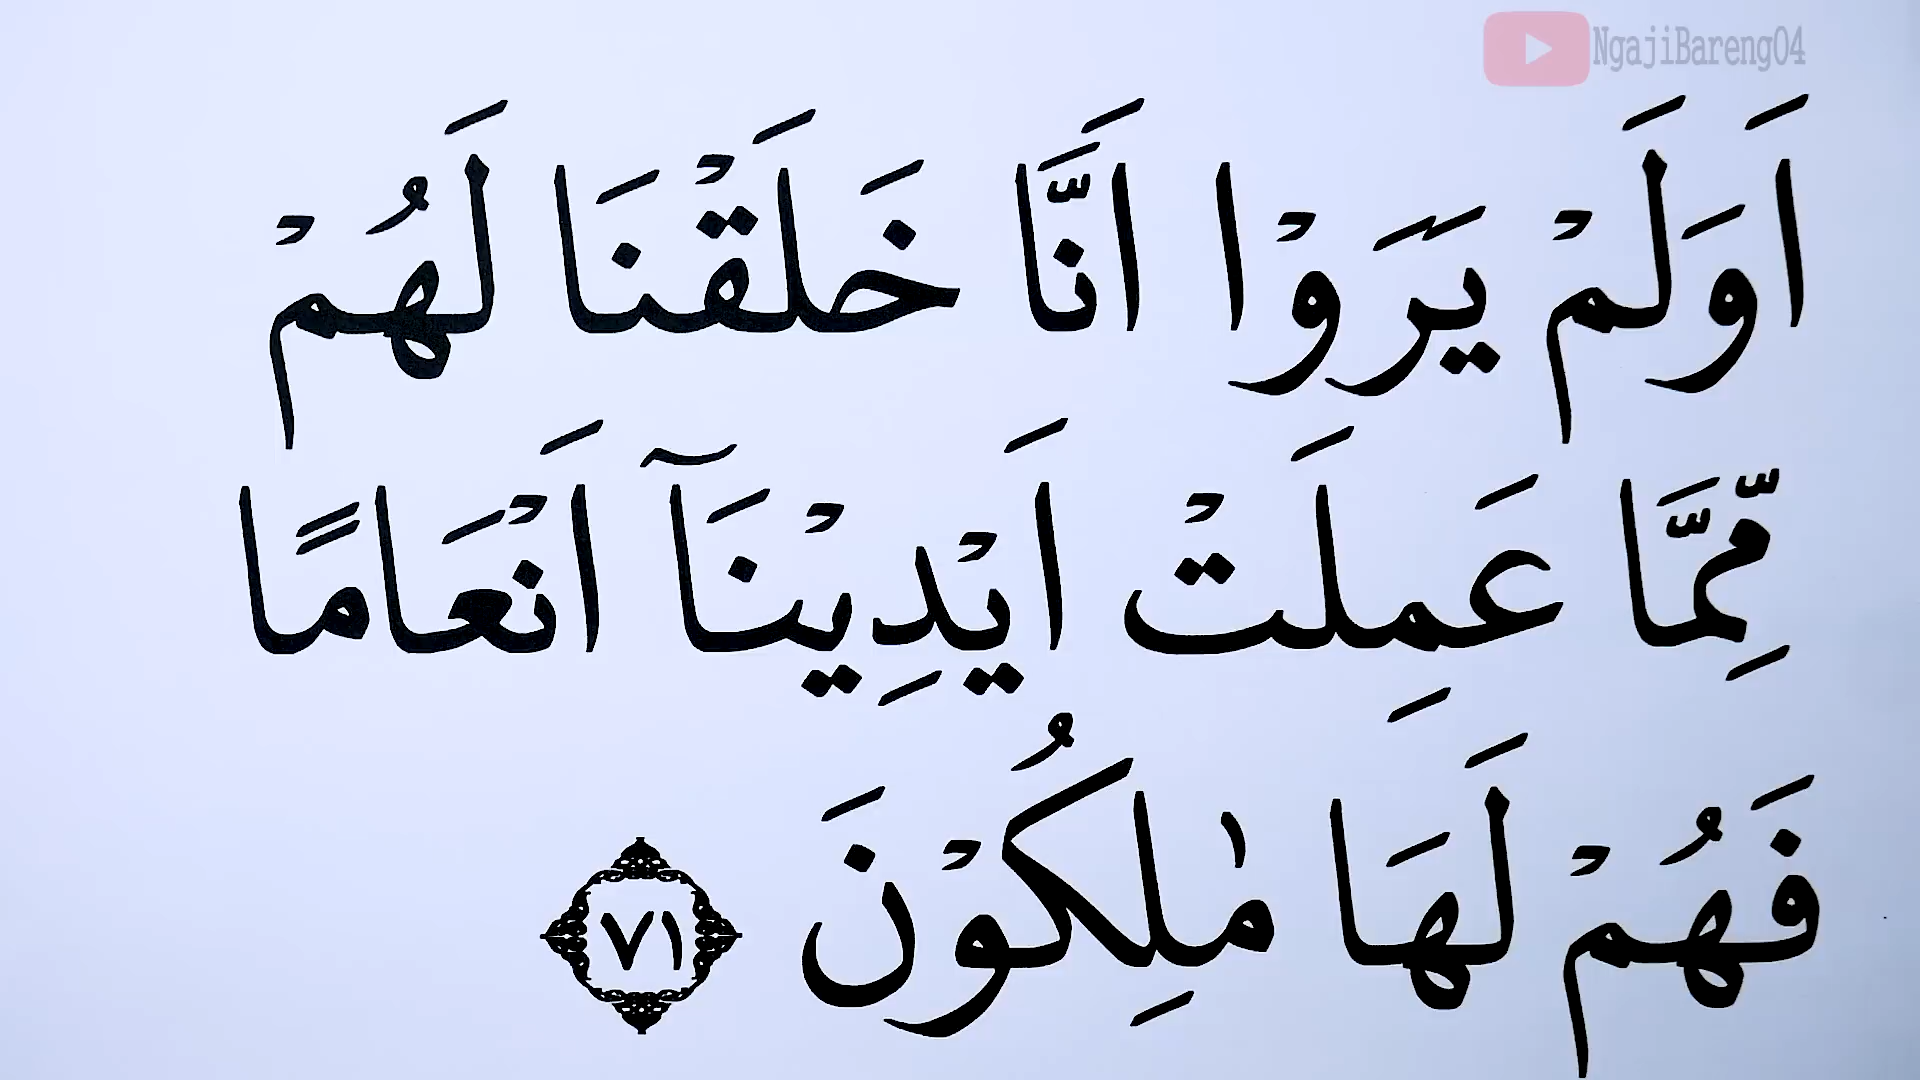 NgajiBareng04
اَوَلَمْ يَرَوْا اَنَّا خَلَقْنَا لَهُمْ
مِّمَّا عَمِلَتْ اَيْدِيْنَآ اَنْعَامًا
فَهُمْ لَهَا مٰلِكُوْنَ ٧١